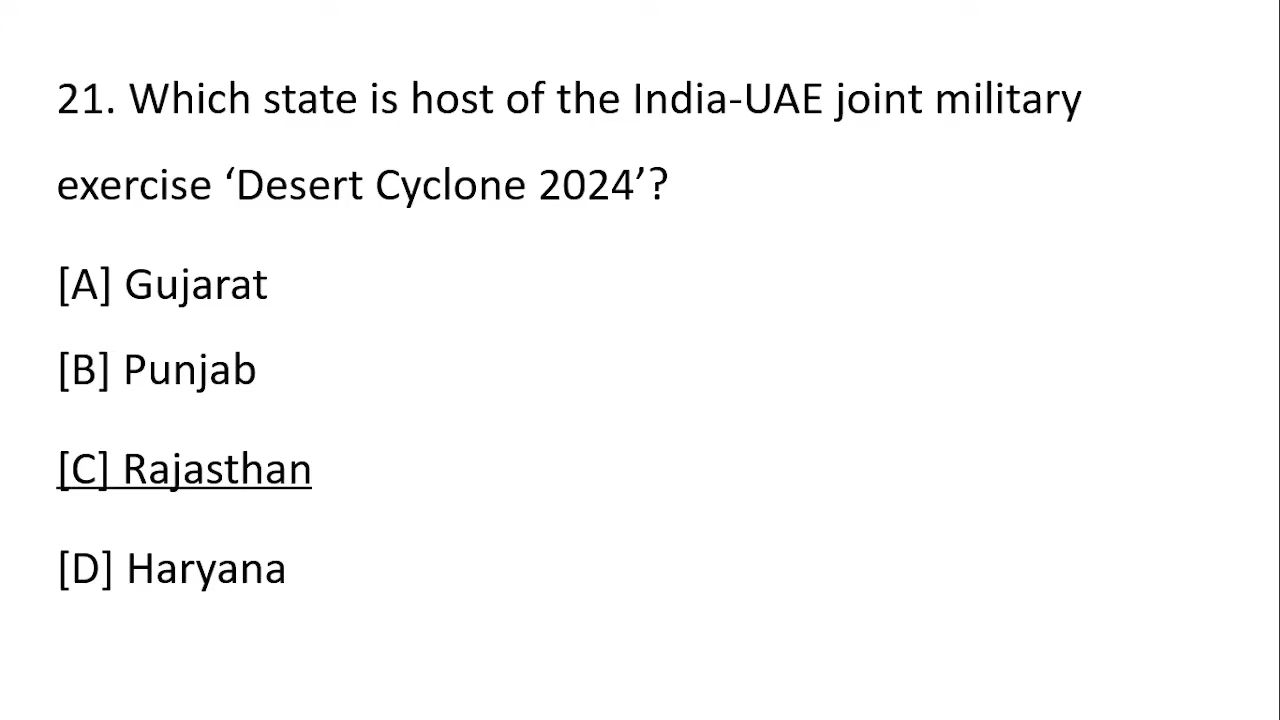 21. Which state is host of the India-UAE joint military
exercise ‘Desert Cyclone 2024’?
[A] Gujarat
[B] Punjab
[C] Rajasthan
[D] Haryana